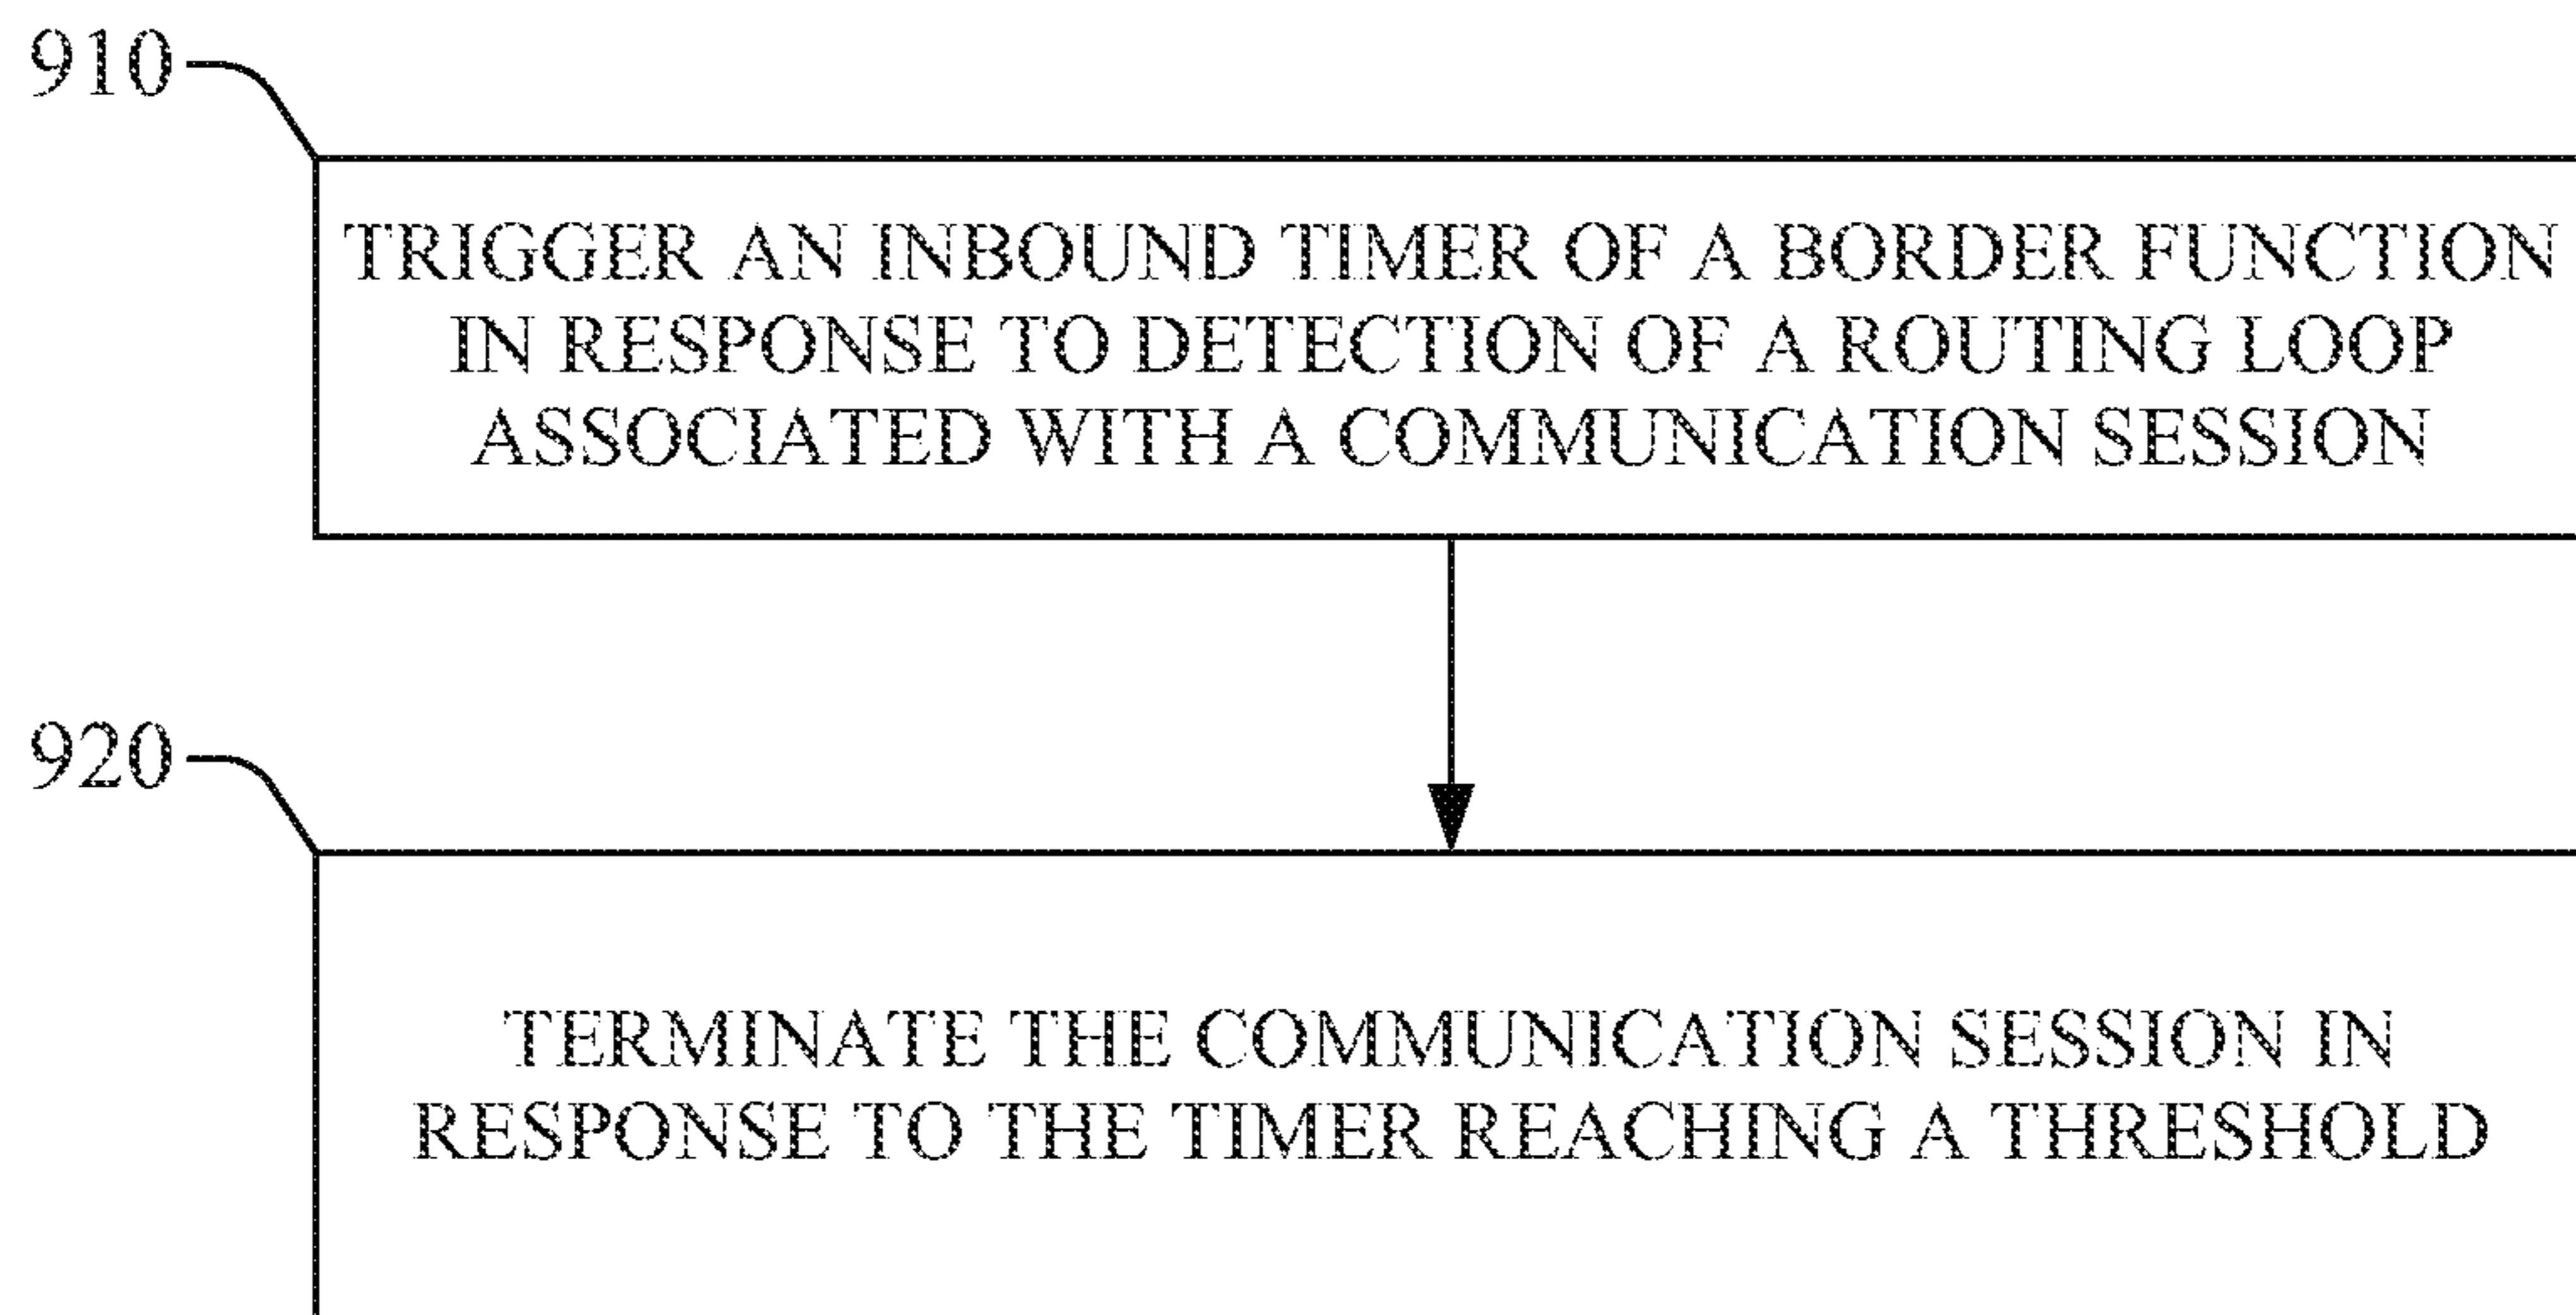 910
TRIGGER AN INBOUND TIMER OF A BORDER FUNCTION
IN RESPONSE TO DETECTION OF A ROUTING LOOP
ASSOCIATED WITH A COMMUNICATION SESSION
920
TERMINATE THE COMMUNICATION SESSION IN
RESPONSE TO THE TIMER REACHING A THRESHOLD